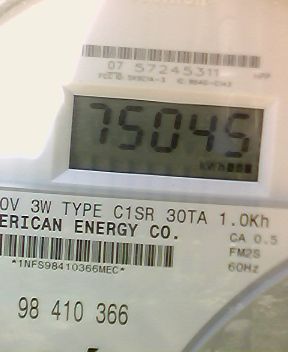 07 57245311
75045
kWh
0V 3W TYPE C1SR 30TA 1.0Kh
ERICAN ENERGY CO.
CA 0.5
FM2S
*1NFS98410366MEC*
60Hz
98 410 366